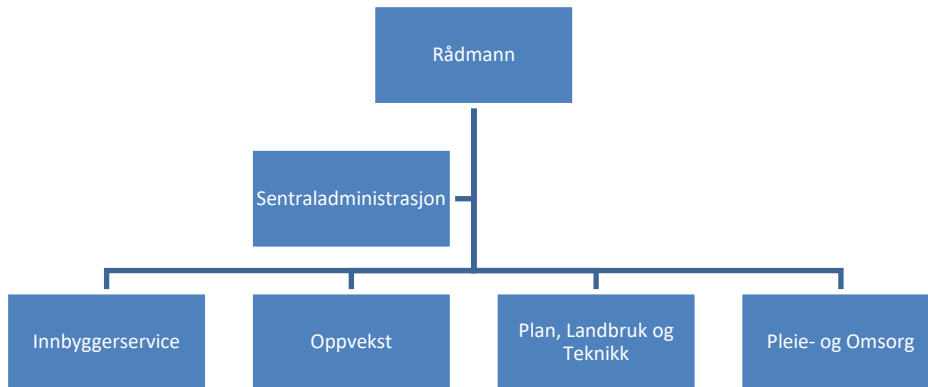 Rådmann
Sentraladministrasjon
Innbyggerservice
Oppvekst
Plan, Landbruk og
Teknikk
Pleie- og Omsorg